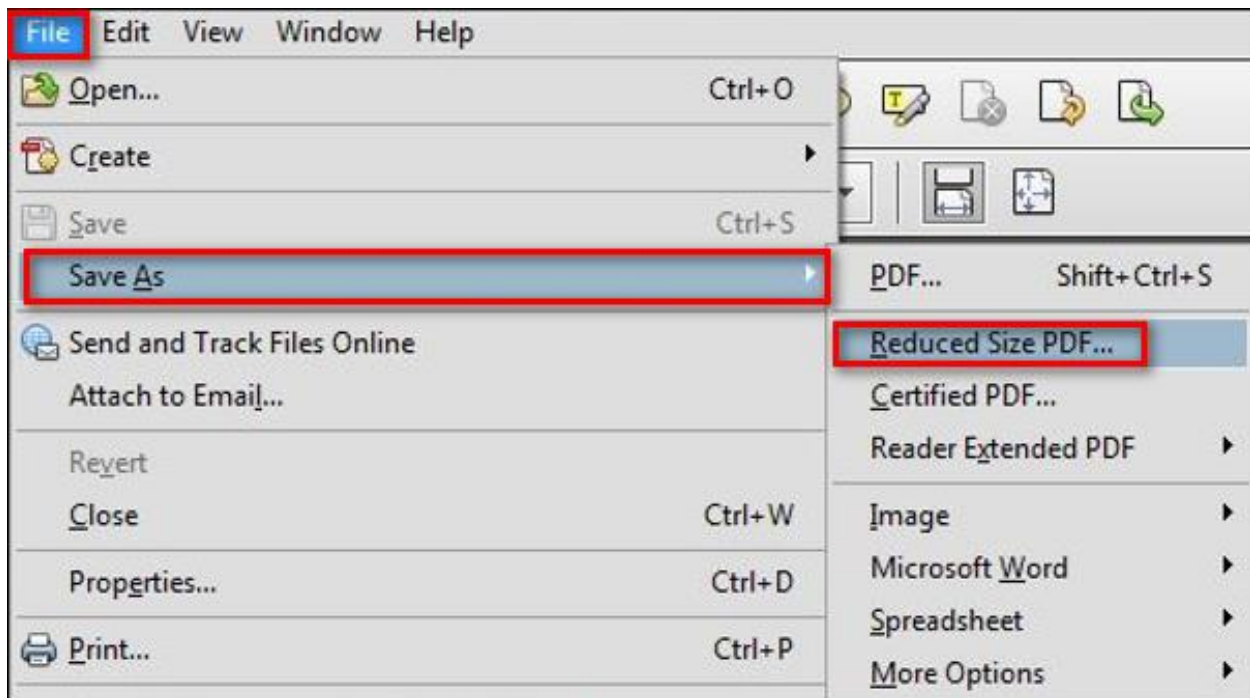 File Edit View Window Help
Open... Ctrl+O
Create
Save Ctrl+S
Save As
Send and Track Files Online
Attach to Email...
Revert
Close Ctrl+W
Properties... Ctrl+D
Print... Ctrl+P
PDF... Shift+Ctrl+S
Reduced Size PDF...
Certified PDF...
Reader Extended PDF
Image
Microsoft Word
Spreadsheet
More Options